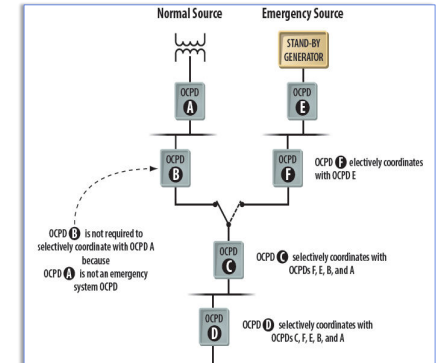 Normal Source
Emergency Source
STAND-BY
GENERATOR
OCPD
A
OCPD
E
OCPD
B
OCPD
F
OCPD F electively coordinates
with OCPD E
OCPD B is not required to
selectively coordinate with OCPD A
because
OCPD A is not an emergency
system OCPD
OCPD
C
OCPD C selectively coordinates with
OCPDs F, E, B, and A
OCPD
D
OCPD D selectively coordinates with
OCPDs C, F, E, B, and A